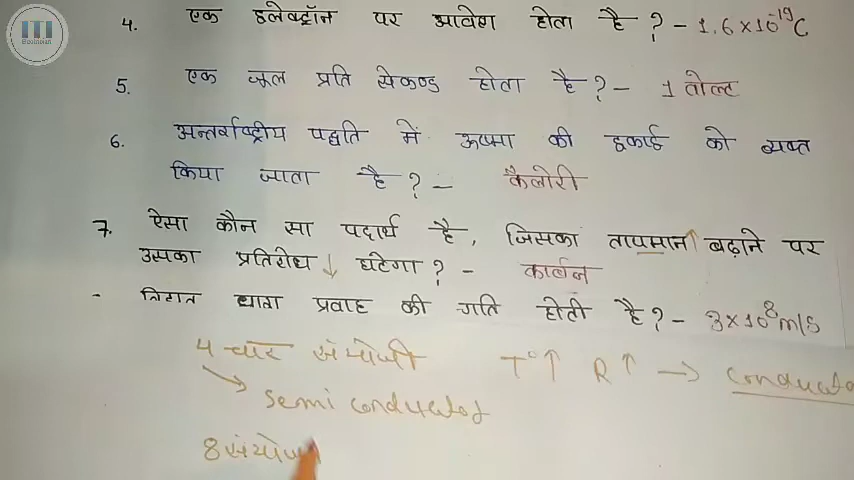 ITI
4. एक इलेक्ट्रॉन पर आवेश होता है ? - 1.6×10⁻¹⁹C
5. एक जूल प्रति सेकण्ड होता है ? - 1 वोल्ट
6. अन्तर्राष्ट्रीय पद्धति में ऊष्मा की इकाई को व्यक्त
किया जाता है ? - कैलोरी
7. ऐसा कौन सा पदार्थ है, जिसका तापमान↑ बढ़ाने पर
उसका प्रतिरोध ↓ घटेगा ? - कार्बन
- विद्युत धारा प्रवाह की गति होती है ? - 3×10⁸m/s
4 चार संयोजी T°↑ R↑ → conducto
→ semi conductor
8 संयोज